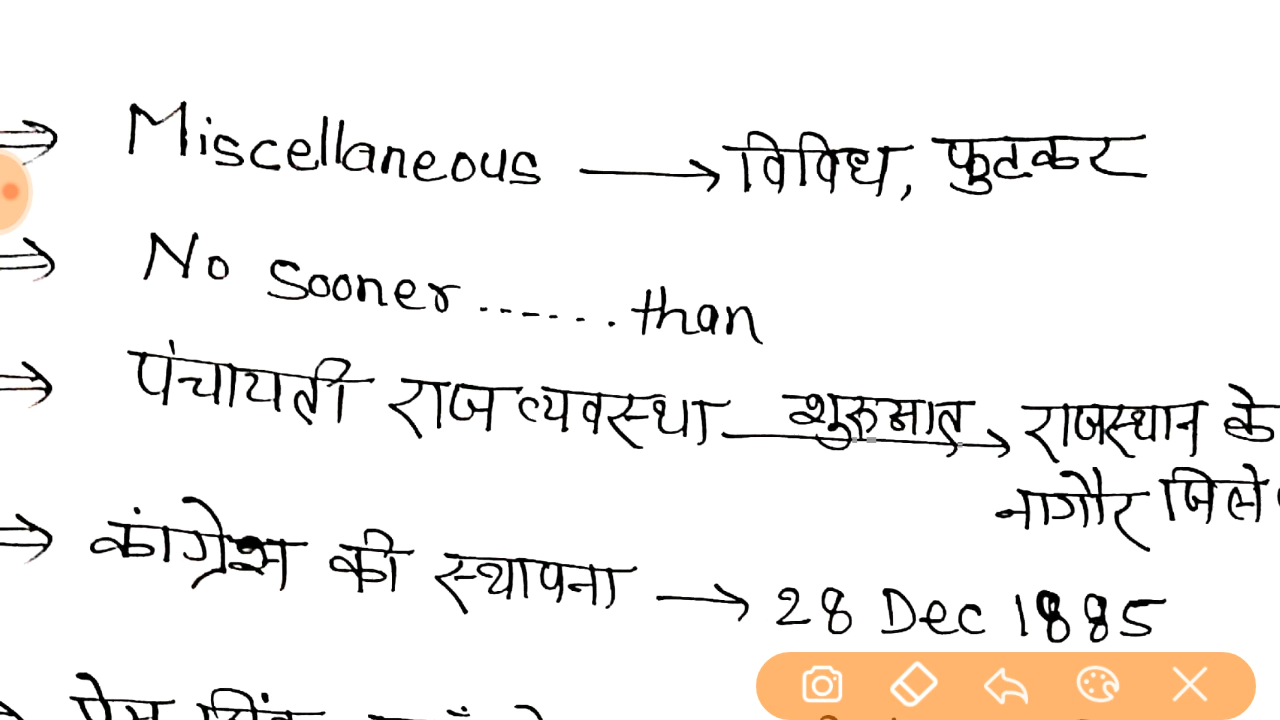 ⇒ Miscellaneous → विविध, फुटकर
⇒ No Sooner ....... than
⇒ पंचायती राज व्यवस्था शुरुआत → राजस्थान के
नागौर जिले
⇒ कांग्रेस की स्थापना → 28 Dec 1885